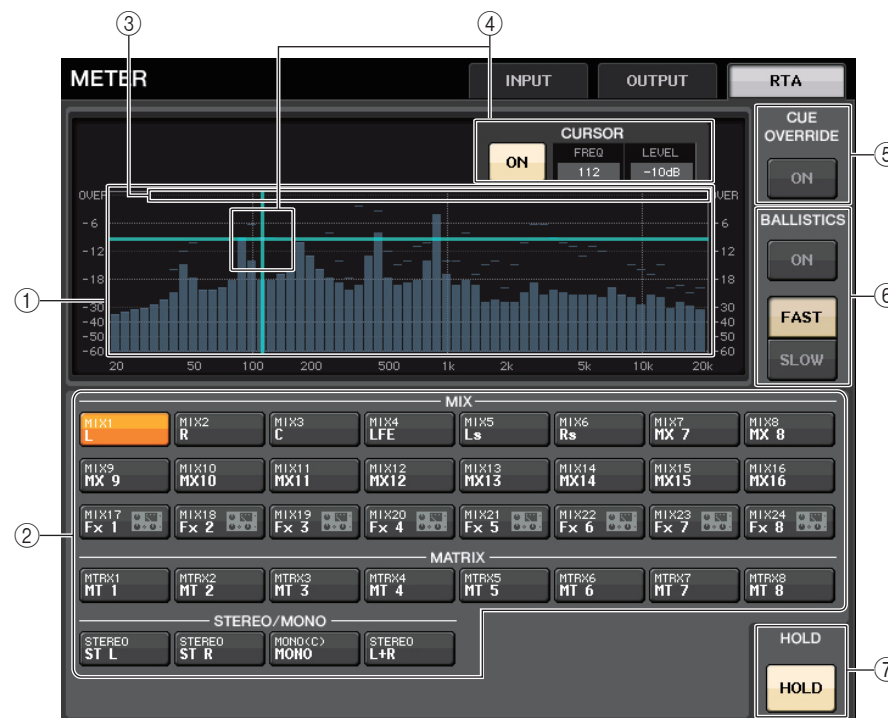 ③ ④
METER INPUT OUTPUT RTA
CURSOR
ON FREQ LEVEL
112 -10dB
CUE
OVERRIDE
ON
⑤
OVER OVER
-6 -6
-12 -12
-18 -18
-30 -30
-40 -40
-50 -50
-60 -60
20 50 100 200 500 1k 2k 5k 10k 20k
①
BALLISTICS
ON
FAST
SLOW
⑥
②
MIX
MIX1 MIX2 MIX3 MIX4 MIX5 MIX6 MIX7 MIX8
L R C LFE Ls Rs MX 7 MX 8
MIX9 MIX10 MIX11 MIX12 MIX13 MIX14 MIX15 MIX16
MX 9 MX10 MX11 MX12 MX13 MX14 MX15 MX16
MIX17 MIX18 MIX19 MIX20 MIX21 MIX22 MIX23 MIX24
Fx 1 Fx 2 Fx 3 Fx 4 Fx 5 Fx 6 Fx 7 Fx 8
MATRIX
MTRX1 MTRX2 MTRX3 MTRX4 MTRX5 MTRX6 MTRX7 MTRX8
MT 1 MT 2 MT 3 MT 4 MT 5 MT 6 MT 7 MT 8
STEREO/MONO
STEREO STEREO MONO(C) STEREO
ST L ST R MONO L+R
HOLD
HOLD
⑦